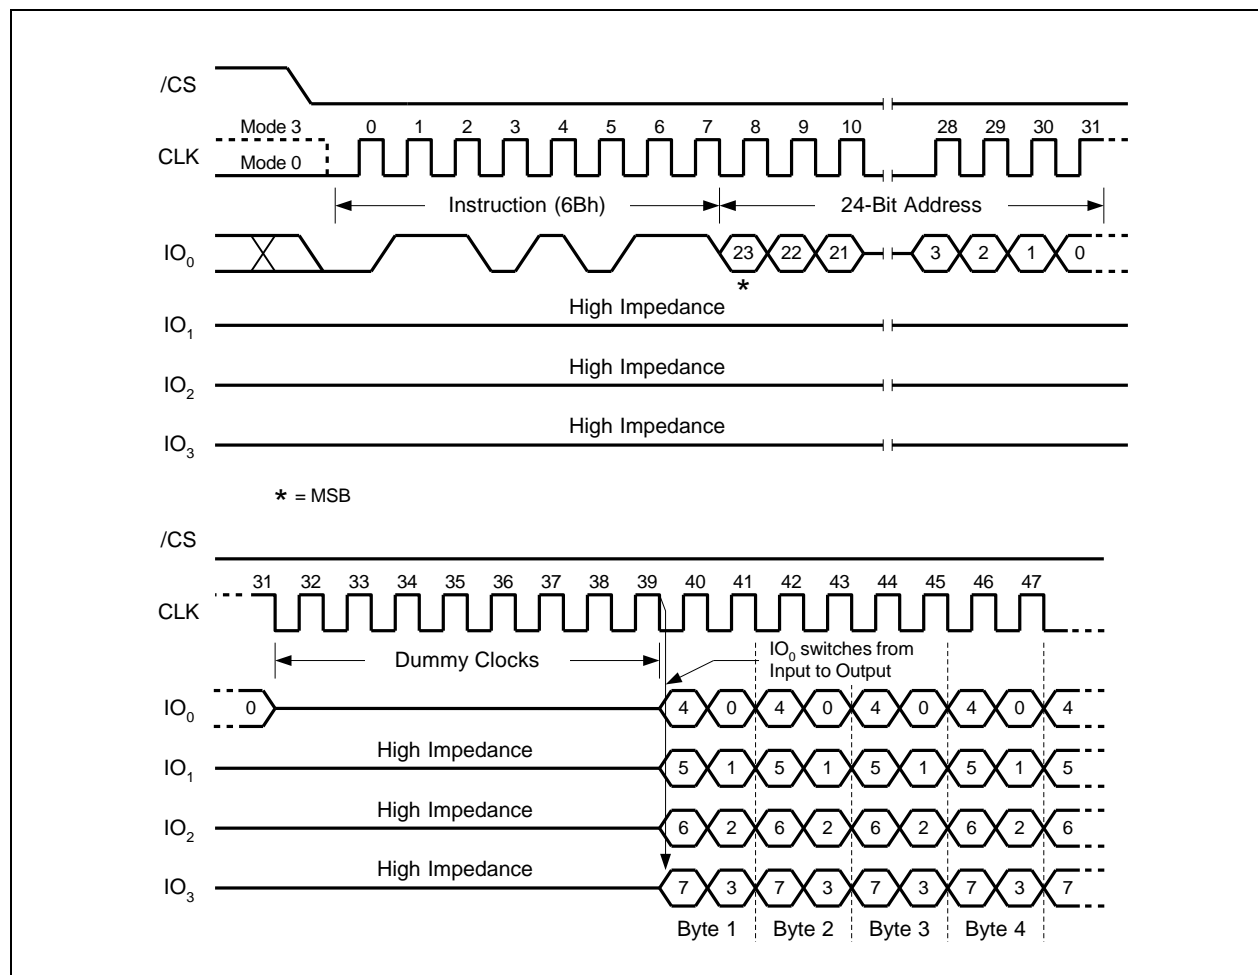 /CS
Mode 3 0 1 2 3 4 5 6 7 8 9 10 28 29 30 31
CLK Mode 0
Instruction (6Bh) 24-Bit Address
IO0 23 22 21 3 2 1 0
*
High Impedance
IO1
High Impedance
IO2
High Impedance
IO3
* = MSB
/CS
31 32 33 34 35 36 37 38 39 40 41 42 43 44 45 46 47
CLK
Dummy Clocks
IO0 switches from
Input to Output
IO0 0 4 0 4 0 4 0 4 0 4
High Impedance
IO1 5 1 5 1 5 1 5 1 5
High Impedance
IO2 6 2 6 2 6 2 6 2 6
High Impedance
IO3 7 3 7 3 7 3 7 3 7
Byte 1 Byte 2 Byte 3 Byte 4